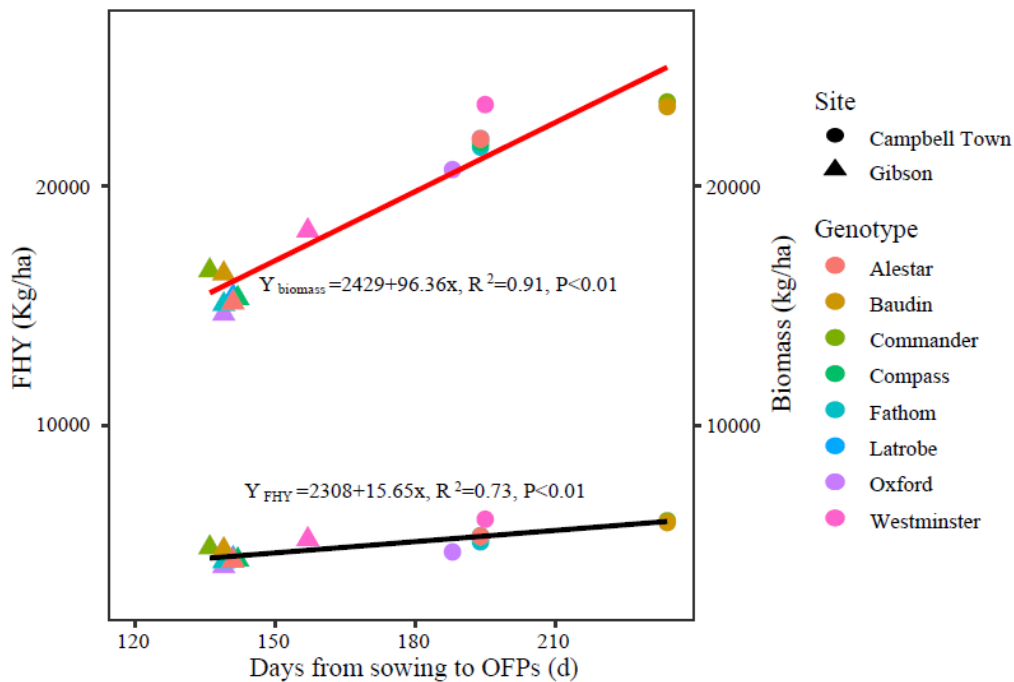 FHY (Kg/ha)
20000
10000
Y biomass =2429+96.36x, R 2=0.91, P<0.01
Y FHY =2308+15.65x, R 2=0.73, P<0.01
120
150
180
210
Days from sowing to OFPs (d)
20000
10000
Biomass (kg/ha)
Site
Campbell Town
Gibson
Genotype
Alestar
Baudin
Commander
Compass
Fathom
Latrobe
Oxford
Westminster